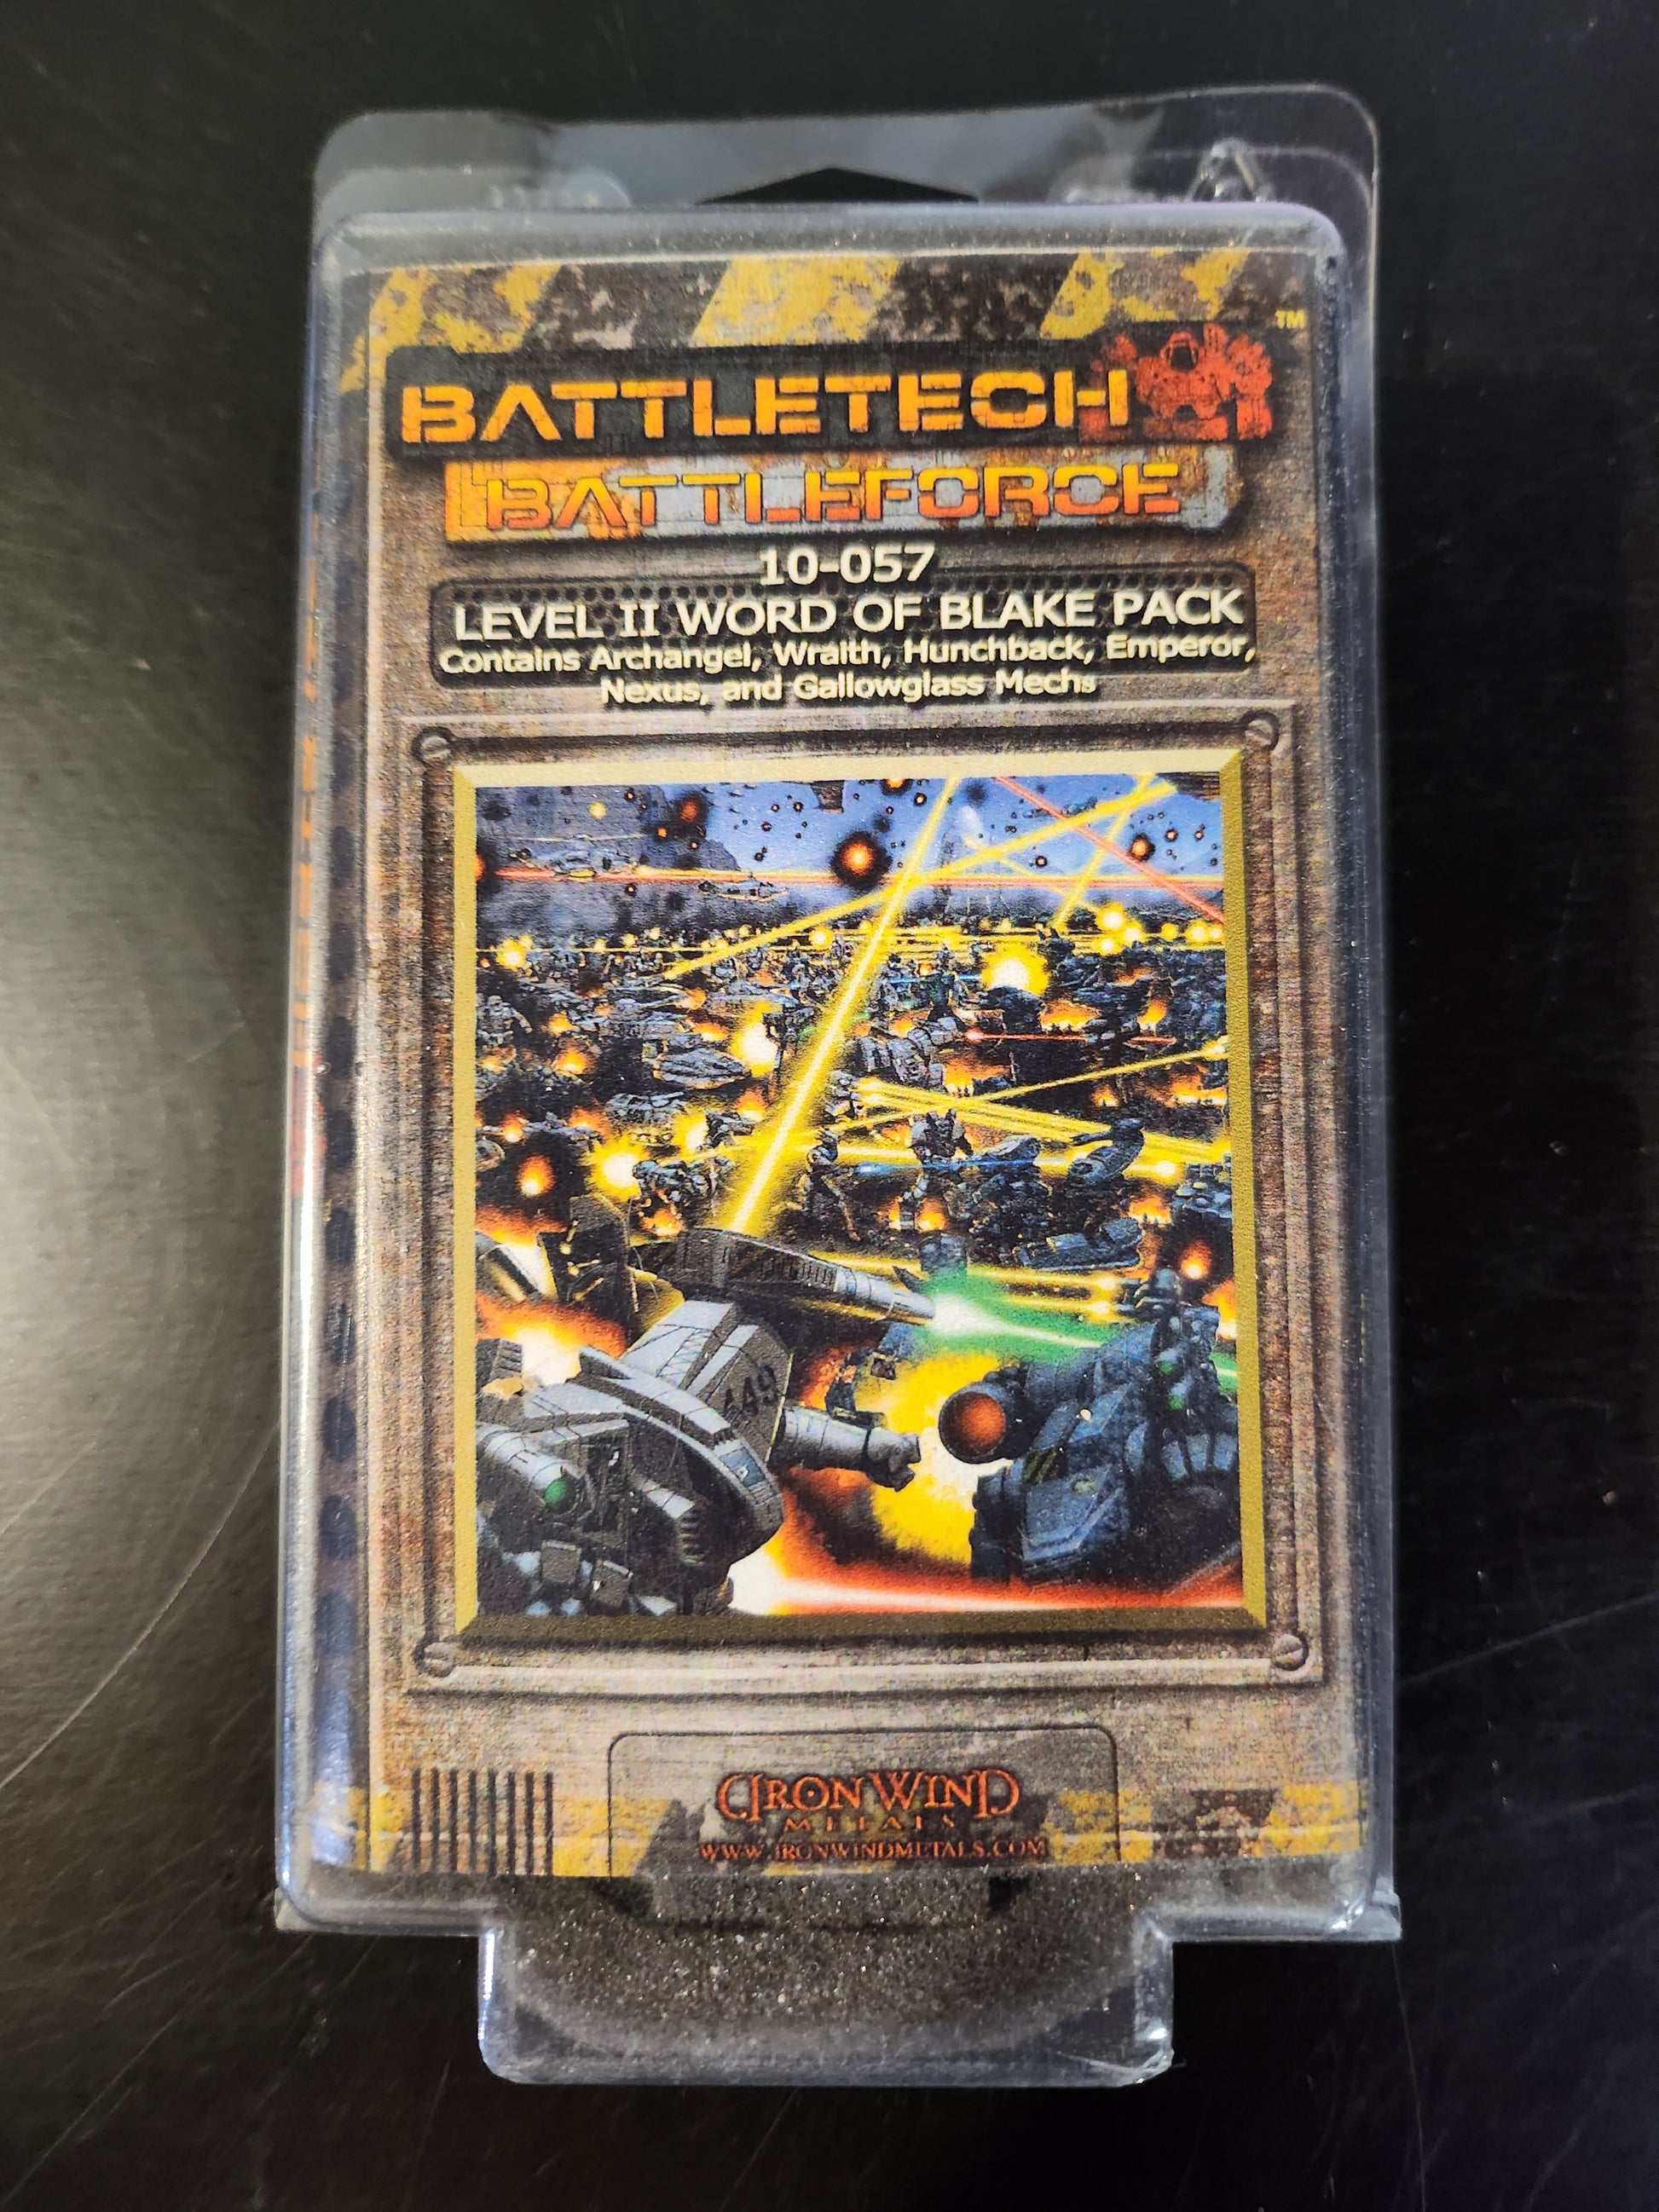 BATTLETECH
™
BATTLEFORCE
10-057
LEVEL II WORD OF BLAKE PACK
Contains Archangel, Wraith, Hunchback, Emperor,
Nexus, and Gallowglass Mechs
449
IRON WIND
METALS
WWW.IRONWINDMETALS.COM